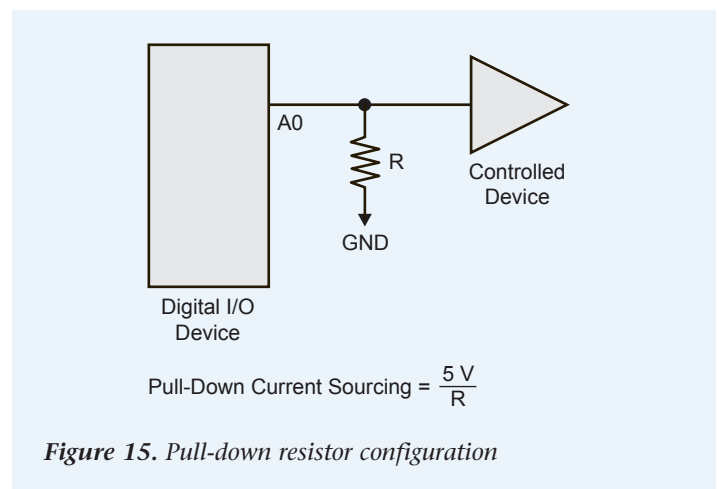 A0
R
Controlled
Device
GND
Digital I/O
Device
Pull-Down Current Sourcing = 5 V
R
Figure 15. Pull-down resistor configuration